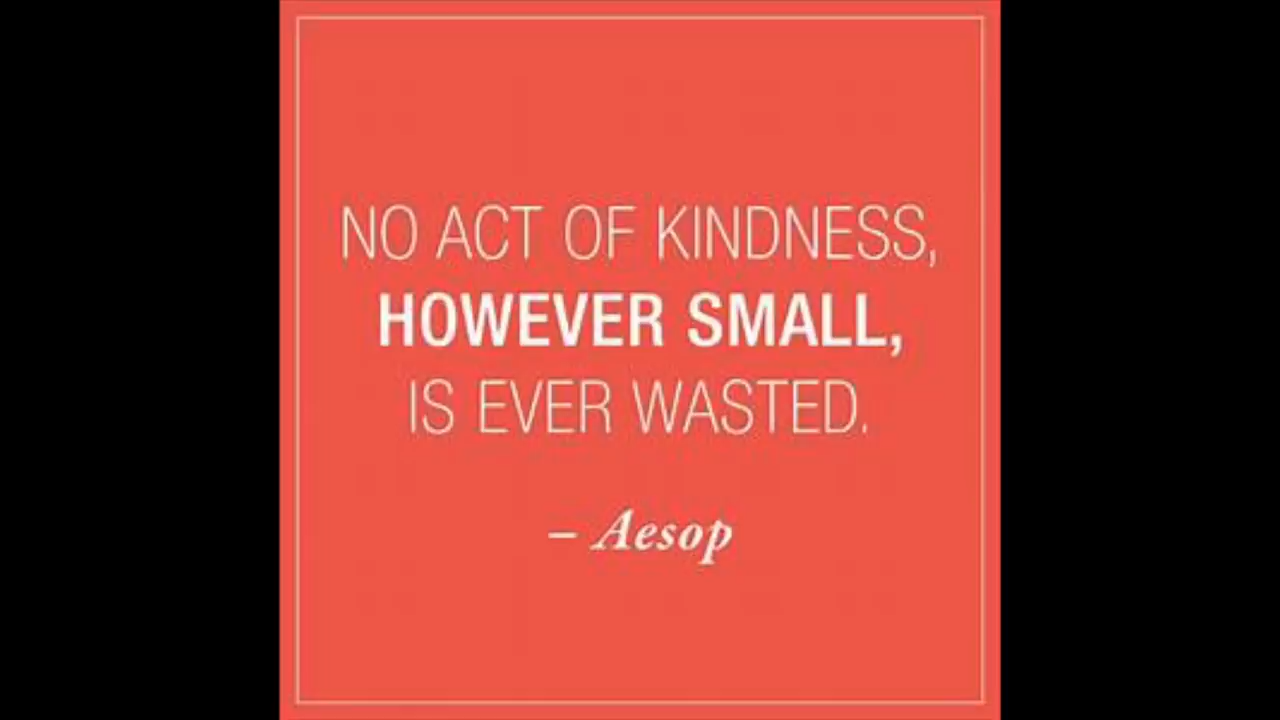 NO ACT OF KINDNESS,
HOWEVER SMALL,
IS EVER WASTED.
– Aesop